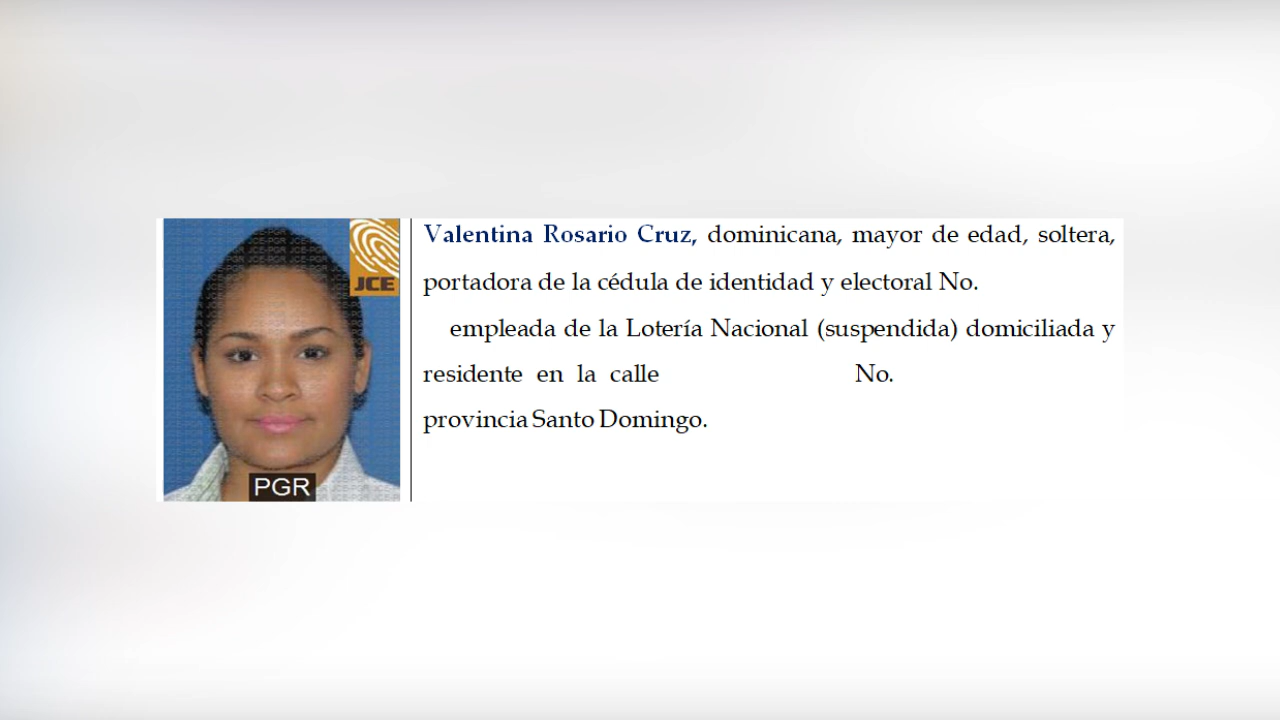 JCE
PGR
Valentina Rosario Cruz, dominicana, mayor de edad, soltera,
portadora de la cédula de identidad y electoral No.
empleada de la Lotería Nacional (suspendida) domiciliada y
residente en la calle No.
provincia Santo Domingo.